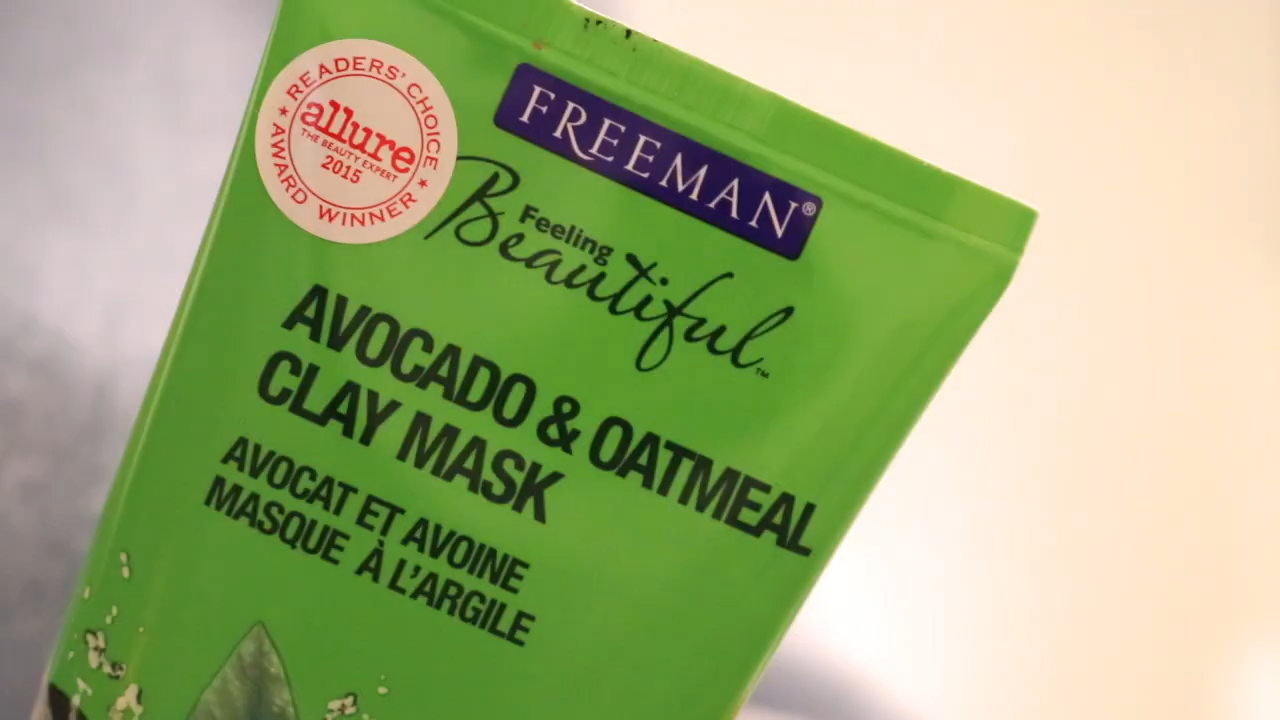 READERS' CHOICE
allure
THE BEAUTY EXPERT
2015
AWARD WINNER
FREEMAN®
Feeling
Beautiful™
AVOCADO & OATMEAL
CLAY MASK
AVOCAT ET AVOINE
MASQUE À L'ARGILE